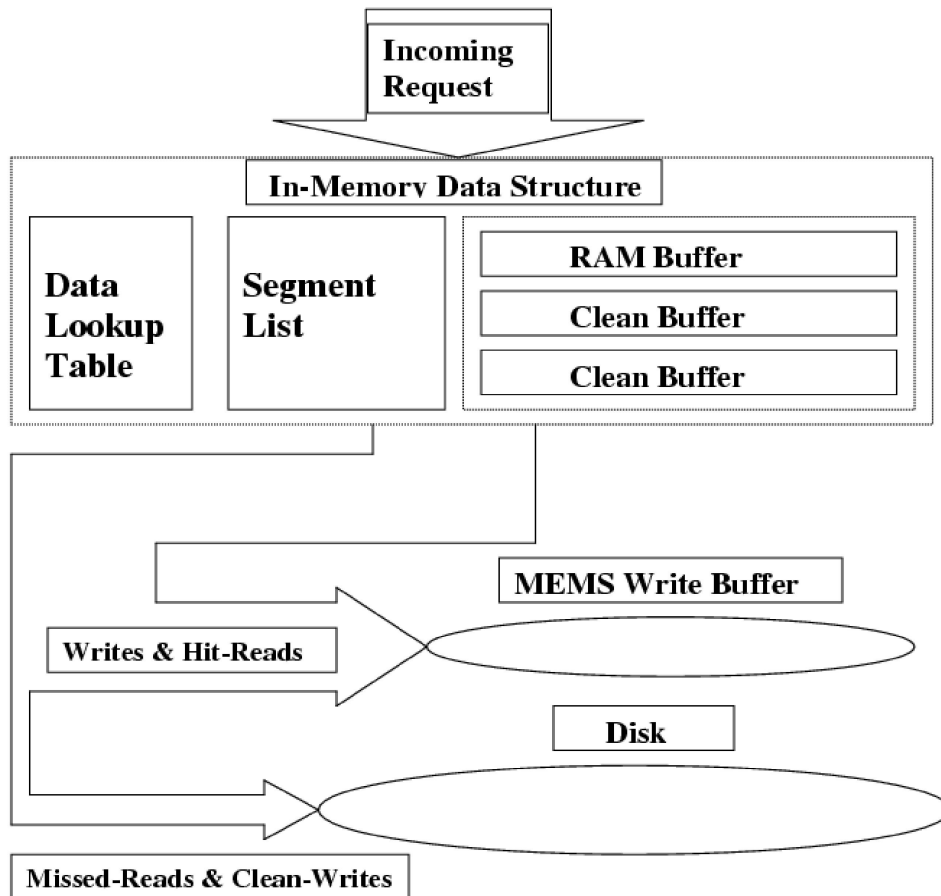 Incoming
Request
In-Memory Data Structure
Data
Lookup
Table
Segment
List
RAM Buffer
Clean Buffer
Clean Buffer
MEMS Write Buffer
Writes & Hit-Reads
Disk
Missed-Reads & Clean-Writes